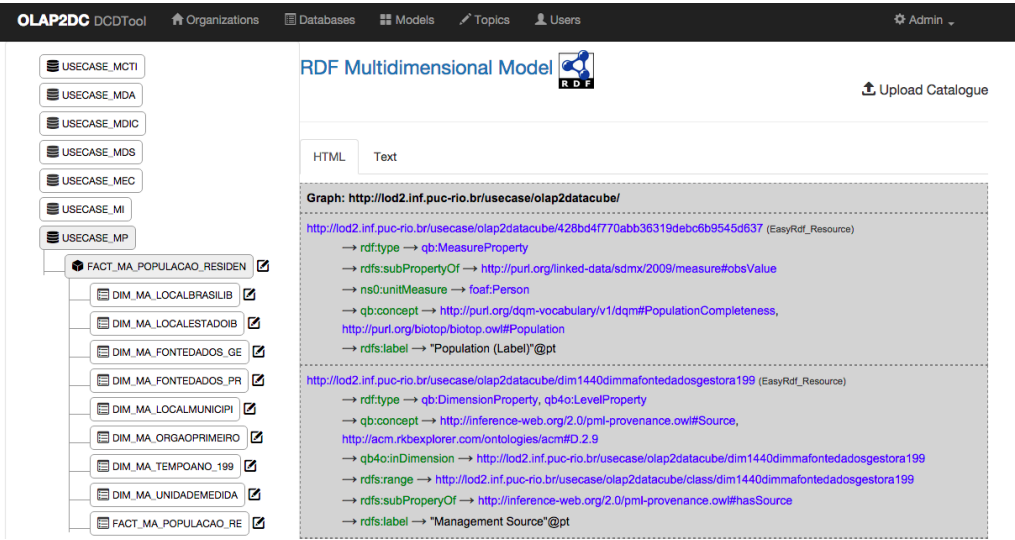 OLAP2DC DCDTool Organizations Databases Models Topics Users Admin
USECASE_MCTI
USECASE_MDA
USECASE_MDIC
USECASE_MDS
USECASE_MEC
USECASE_MI
USECASE_MP
FACT_MA_POPULACAO_RESIDEN
DIM_MA_LOCALBRASILIB
DIM_MA_LOCALESTADOIB
DIM_MA_FONTEDADOS_GE
DIM_MA_FONTEDADOS_PR
DIM_MA_LOCALMUNICIPI
DIM_MA_ORGAOPRIMEIRO
DIM_MA_TEMPOANO_199
DIM_MA_UNIDADEMEDIDA
FACT_MA_POPULACAO_RE
RDF Multidimensional Model
RDF
Upload Catalogue
HTML Text
Graph: http://lod2.inf.puc-rio.br/usecase/olap2datacube/
http://lod2.inf.puc-rio.br/usecase/olap2datacube/428bd4f770abb36319debc6b9545d637 (EasyRdf_Resource)
→ rdf:type → qb:MeasureProperty
→ rdfs:subPropertyOf → http://purl.org/linked-data/sdmx/2009/measure#obsValue
→ ns0:unitMeasure → foaf:Person
→ qb:concept → http://purl.org/dqm-vocabulary/v1/dqm#PopulationCompleteness,
http://purl.org/biotop/biotop.owl#Population
→ rdfs:label → "Population (Label)"@pt
http://lod2.inf.puc-rio.br/usecase/olap2datacube/dim1440dimmafontedadosgestora199 (EasyRdf_Resource)
→ rdf:type → qb:DimensionProperty, qb4o:LevelProperty
→ qb:concept → http://inference-web.org/2.0/pml-provenance.owl#Source,
http://acm.rkbexplorer.com/ontologies/acm#D.2.9
→ qb4o:inDimension → http://lod2.inf.puc-rio.br/usecase/olap2datacube/dim1440dimmafontedadosgestora199
→ rdfs:range → http://lod2.inf.puc-rio.br/usecase/olap2datacube/class/dim1440dimmafontedadosgestora199
→ rdfs:subProperyOf → http://inference-web.org/2.0/pml-provenance.owl#hasSource
→ rdfs:label → "Management Source"@pt